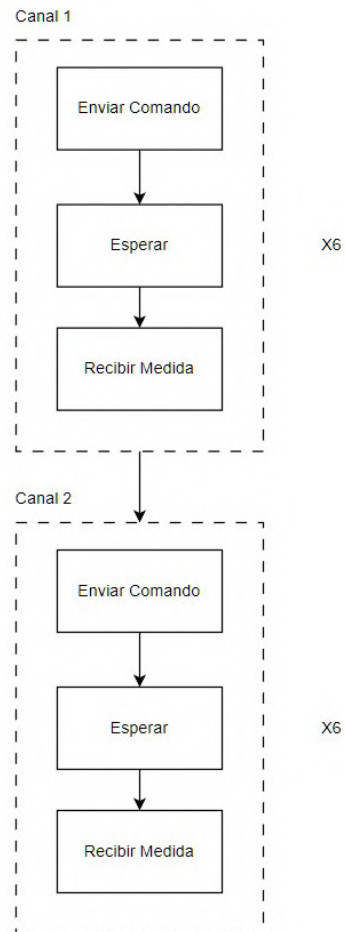 Canal 1
Enviar Comando
Esperar
X6
Recibir Medida
Canal 2
Enviar Comando
Esperar
X6
Recibir Medida